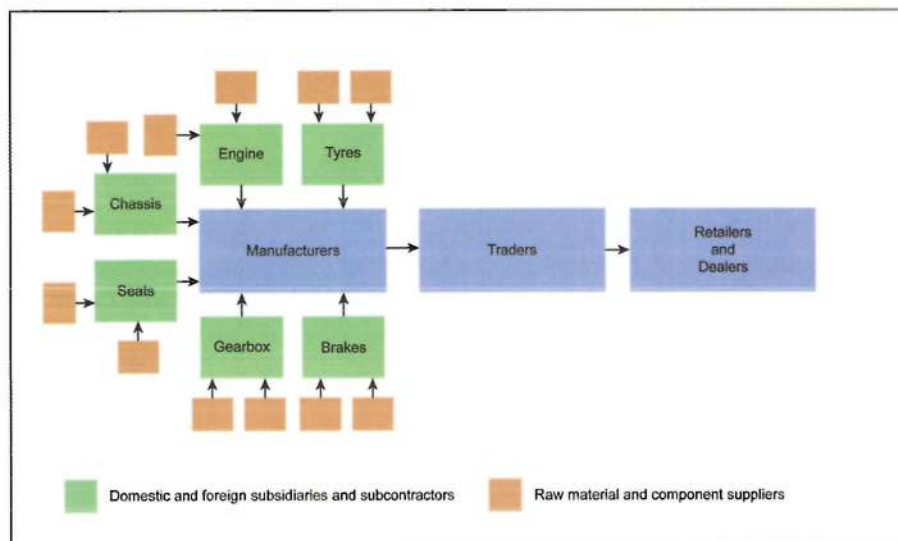 Engine
Tyres
Chassis
Manufacturers
Traders
Retailers
and
Dealers
Seats
Gearbox
Brakes
Domestic and foreign subsidiaries and subcontractors
Raw material and component suppliers